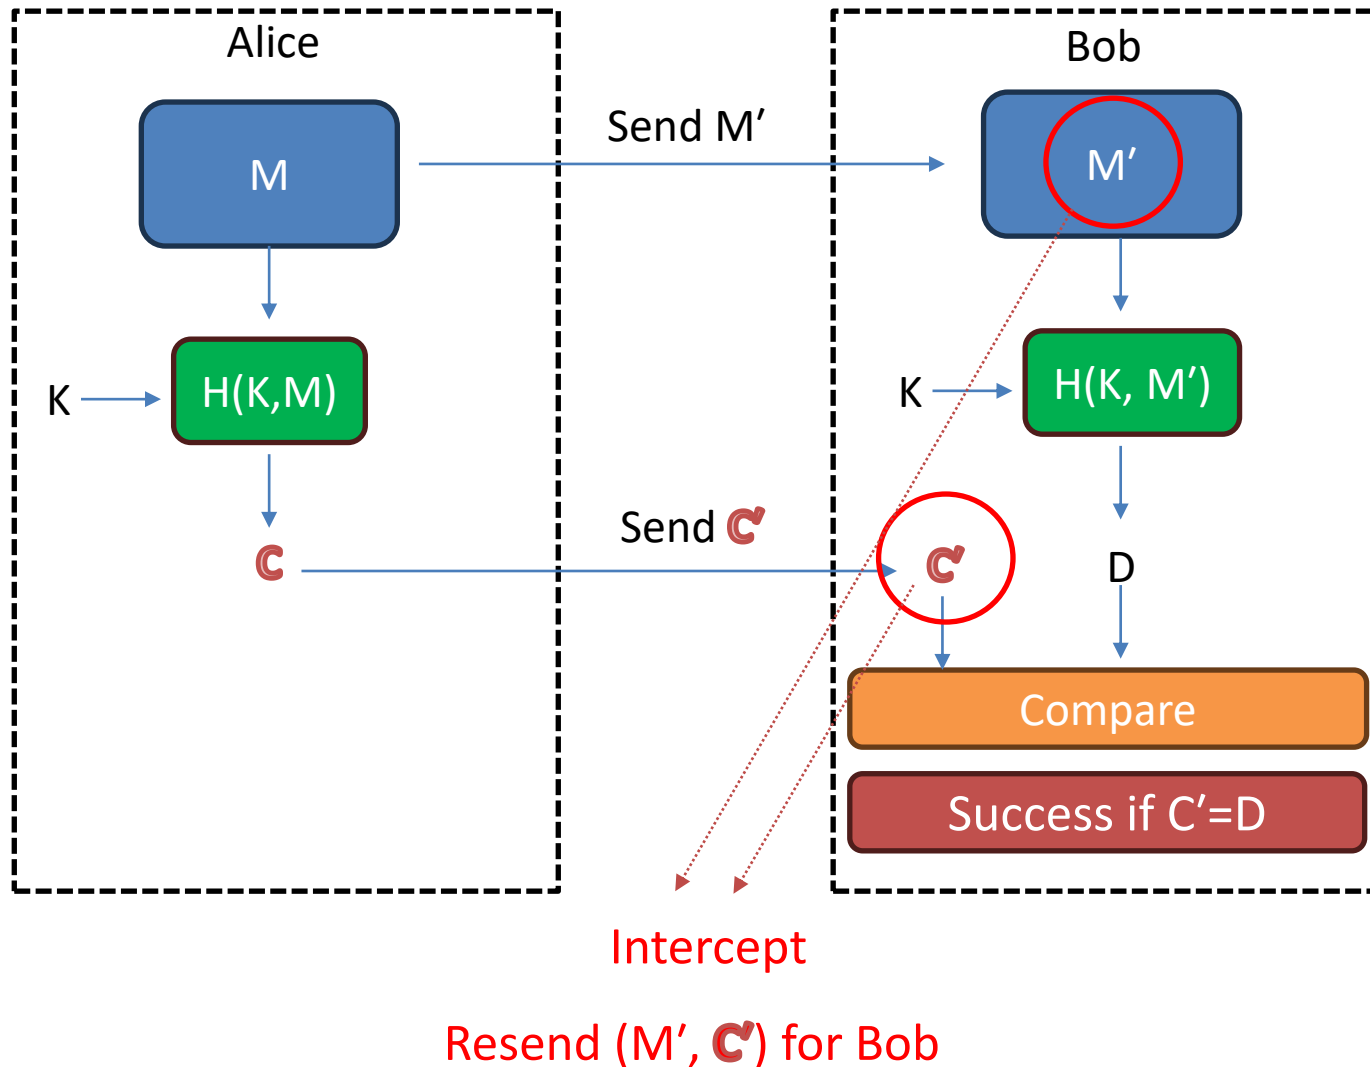 Alice
Bob
Send M′
M
M′
H(K,M)
K
H(K, M′)
K
Send C′
C
C′
D
Compare
Success if C′=D
Intercept
Resend (M′, C′) for Bob